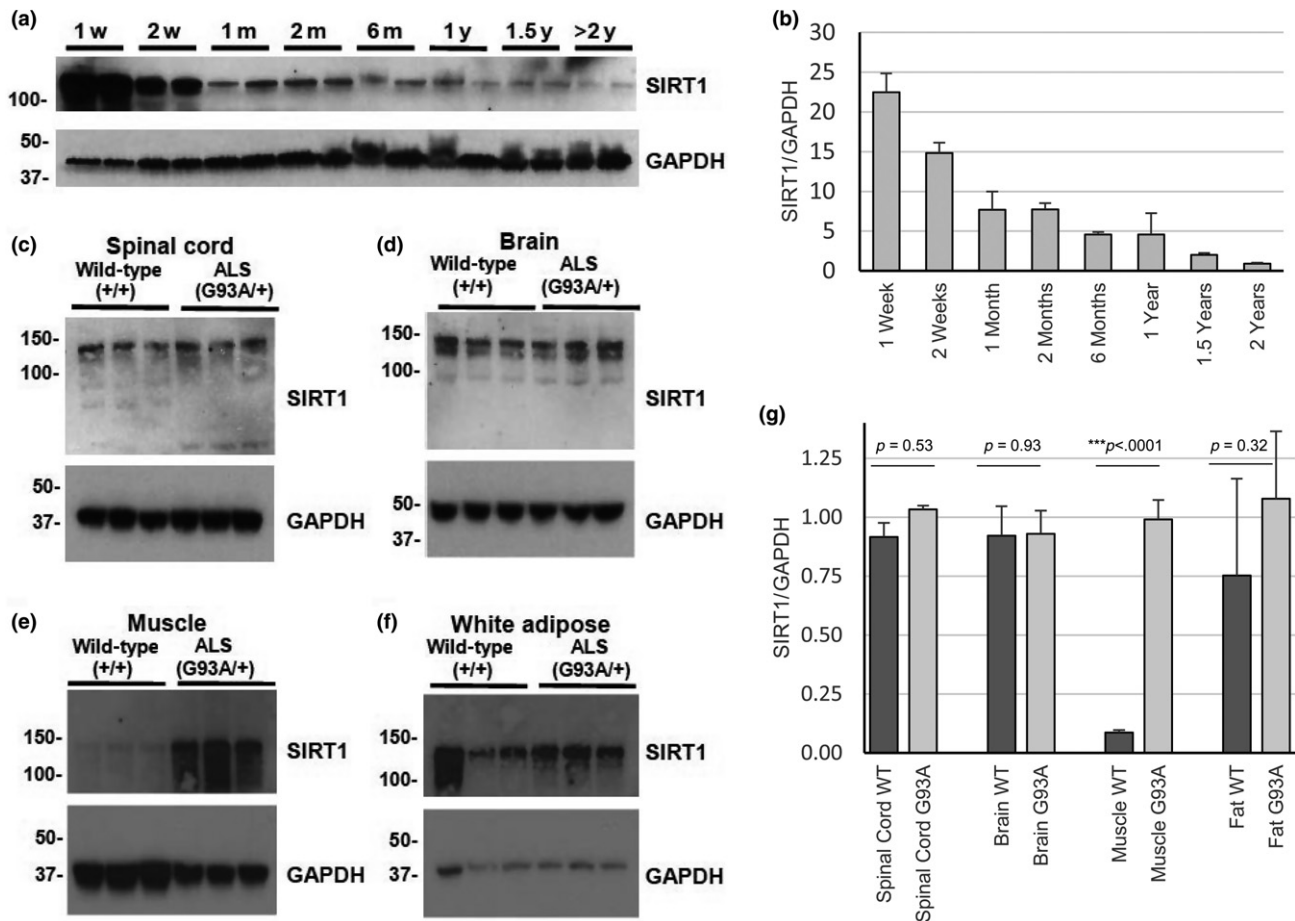 (a)
1 w 2 w 1 m 2 m 6 m 1 y 1.5 y >2 y
SIRT1
100-
50-
GAPDH
37-
(b)
SIRT1/GAPDH
30
25
20
15
10
5
0
1 Week
2 Weeks
1 Month
2 Months
6 Months
1 Year
1.5 Years
2 Years
(c)
Spinal cord
Wild-type ALS
(+/+) (G93A/+)
150-
100-
SIRT1
50-
37-
GAPDH
(d)
Brain
Wild-type ALS
(+/+) (G93A/+)
150-
100-
SIRT1
50-
37-
GAPDH
(e)
Muscle
Wild-type ALS
(+/+) (G93A/+)
150-
SIRT1
100-
50-
37-
GAPDH
(f)
White adipose
Wild-type ALS
(+/+) (G93A/+)
150-
SIRT1
100-
50-
37-
GAPDH
(g)
p = 0.53 p = 0.93 ***p<.0001 p = 0.32
SIRT1/GAPDH
1.25
1.00
0.75
0.50
0.25
0.00
Spinal Cord WT
Spinal Cord G93A
Brain WT
Brain G93A
Muscle WT
Muscle G93A
Fat WT
Fat G93A